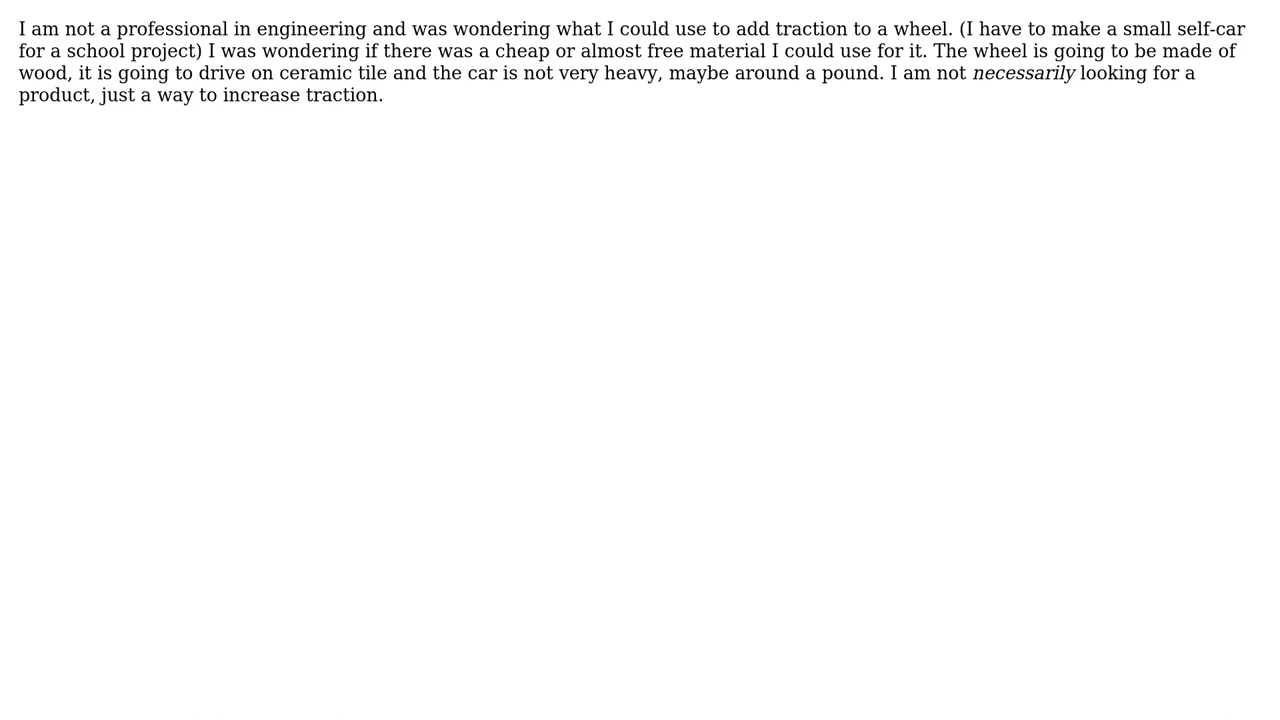 I am not a professional in engineering and was wondering what I could use to add traction to a wheel. (I have to make a small self-car
for a school project) I was wondering if there was a cheap or almost free material I could use for it. The wheel is going to be made of
wood, it is going to drive on ceramic tile and the car is not very heavy, maybe around a pound. I am not necessarily looking for a
product, just a way to increase traction.